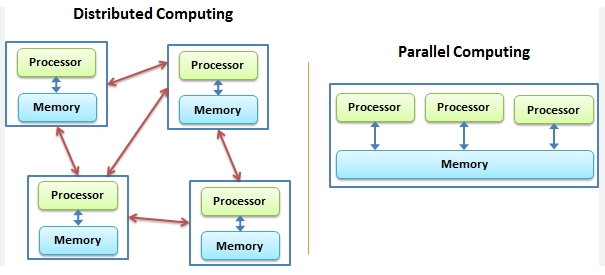 Distributed Computing
Processor
Memory
Processor
Memory
Processor
Memory
Processor
Memory
Parallel Computing
Processor
Processor
Processor
Memory